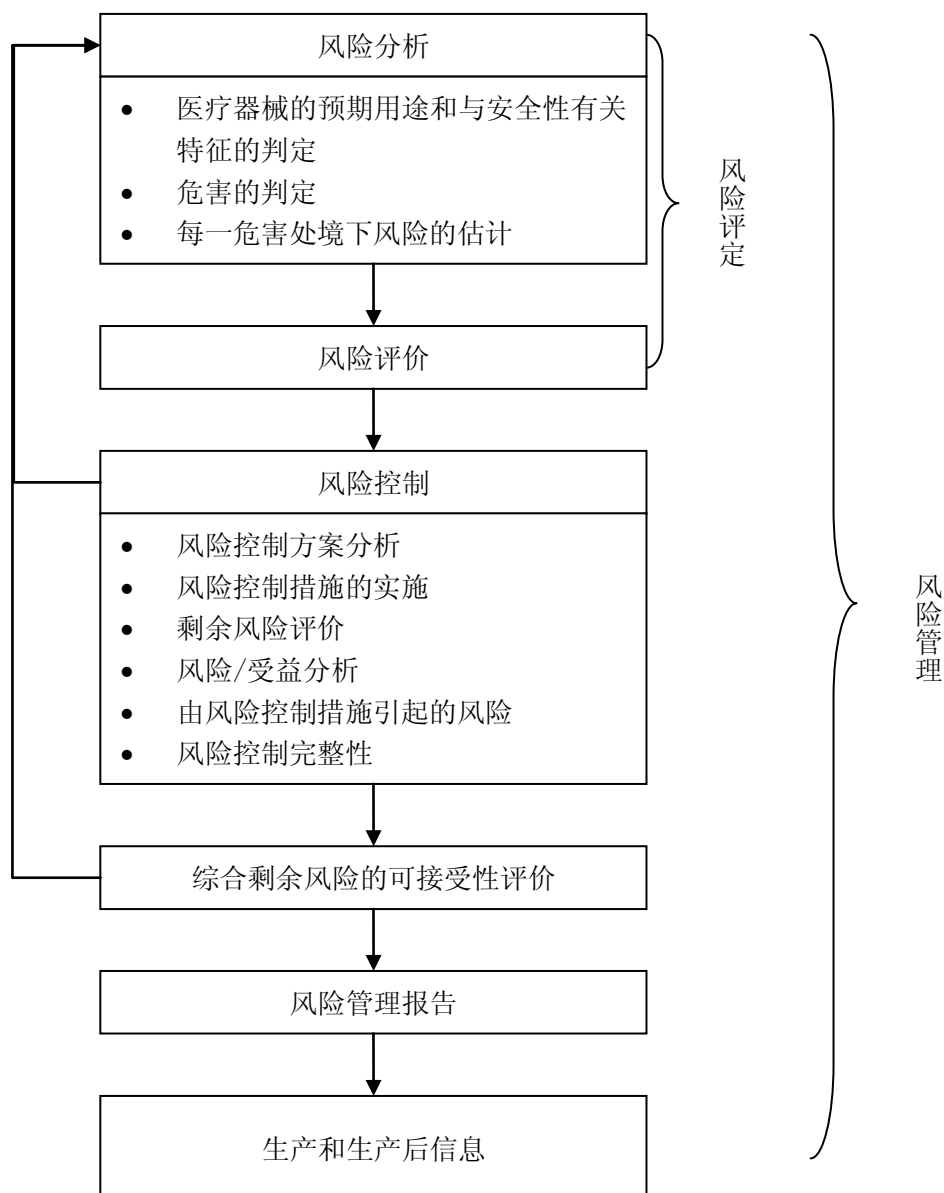 风险分析
● 医疗器械的预期用途和与安全性有关
特征的判定
● 危害的判定
● 每一危害处境下风险的估计
风险评价
风险评定
风险控制
● 风险控制方案分析
● 风险控制措施的实施
● 剩余风险评价
● 风险/受益分析
● 由风险控制措施引起的风险
● 风险控制完整性
综合剩余风险的可接受性评价
风险管理报告
生产和生产后信息
风险管理